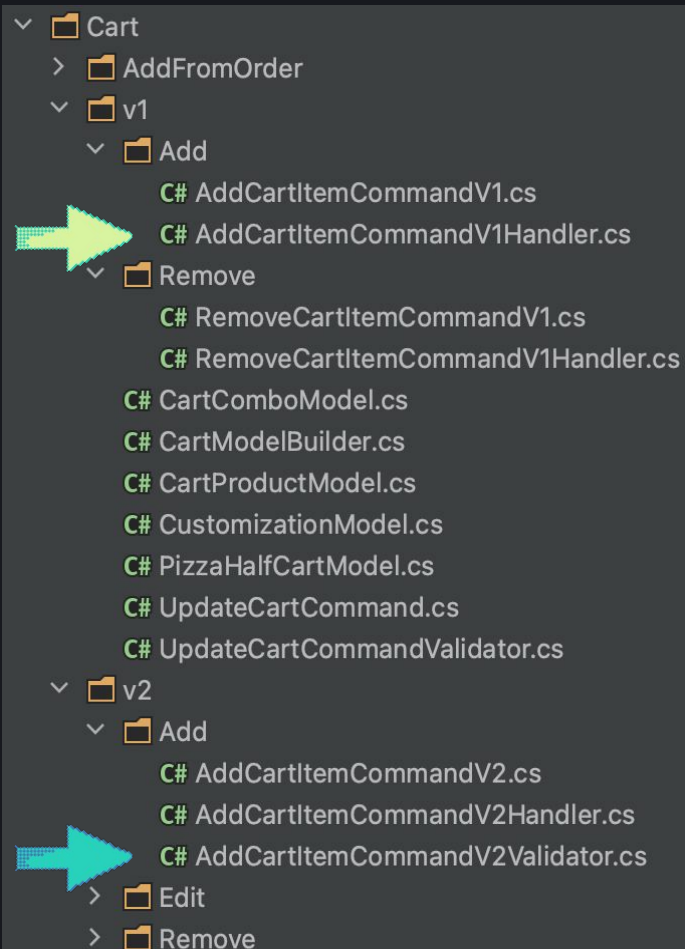 Cart
AddFromOrder
v1
Add
C# AddCartItemCommandV1.cs
C# AddCartItemCommandV1Handler.cs
Remove
C# RemoveCartItemCommandV1.cs
C# RemoveCartItemCommandV1Handler.cs
C# CartComboModel.cs
C# CartModelBuilder.cs
C# CartProductModel.cs
C# CustomizationModel.cs
C# PizzaHalfCartModel.cs
C# UpdateCartCommand.cs
C# UpdateCartCommandValidator.cs
v2
Add
C# AddCartItemCommandV2.cs
C# AddCartItemCommandV2Handler.cs
C# AddCartItemCommandV2Validator.cs
Edit
Remove